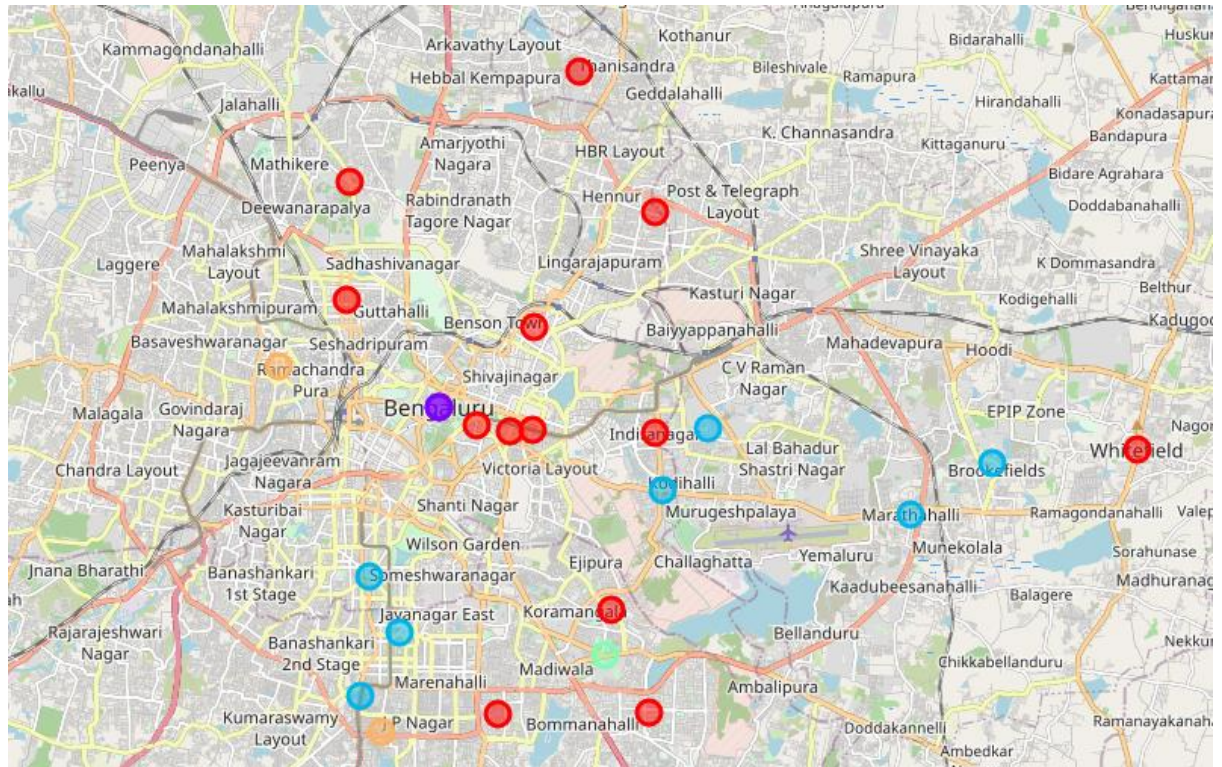 Arkavathy Layout
Kothanur
Bidarahalli
Kammagondanahalli
Hebbal Kempapura
Thanisandra
Bileshivale
Ramapura
Geddalahalli
Jalahalli
Hirandahalli
K. Channasandra
Kittaganuru
Bandapura
Peenya
Mathikere
Amarjyothi
Nagara
HBR Layout
Bidare Agrahara
Deewanarapalya
Rabindranath
Tagore Nagar
Hennur
Post & Telegraph
Layout
Doddabanahalli
Mahalakshmi
Layout
Laggere
Sadhashivanagar
Lingarajapuram
Shree Vinayaka
Layout
K Dommasandra
Belthur
Kasturi Nagar
Kodigehalli
Mahalakshmipuram
Guttahalli
Benson Town
Baiyyappanahalli
Basaveshwaranagar
Seshadripuram
Mahadevapura
Hoodi
Ramachandra
Pura
Shivajinagar
C V Raman
Nagar
Malagala
Govindaraj
Nagara
Bengaluru
EPIP Zone
Indiranagar
Lal Bahadur
Shastri Nagar
Whitefield
Chandra Layout
Jagajeevanram
Nagara
Victoria Layout
Brookefields
Kodihalli
Kasturibai
Nagar
Shanti Nagar
Murugeshpalaya
Marathahalli
Ramagondanahalli
Wilson Garden
Munekolala
Jnana Bharathi
Banashankari
1st Stage
Someshwaranagar
Ejipura
Challaghatta
Yemaluru
Sorahunase
Kaadubeesanahalli
Balagere
Rajarajeshwari
Nagar
Jayanagar East
Koramangala
Bellanduru
Banashankari
2nd Stage
Marenahalli
Madiwala
Chikkabellanduru
Ambalipura
Kumaraswamy
Layout
J P Nagar
Bommanahalli
Doddakannelli
Ambedkar